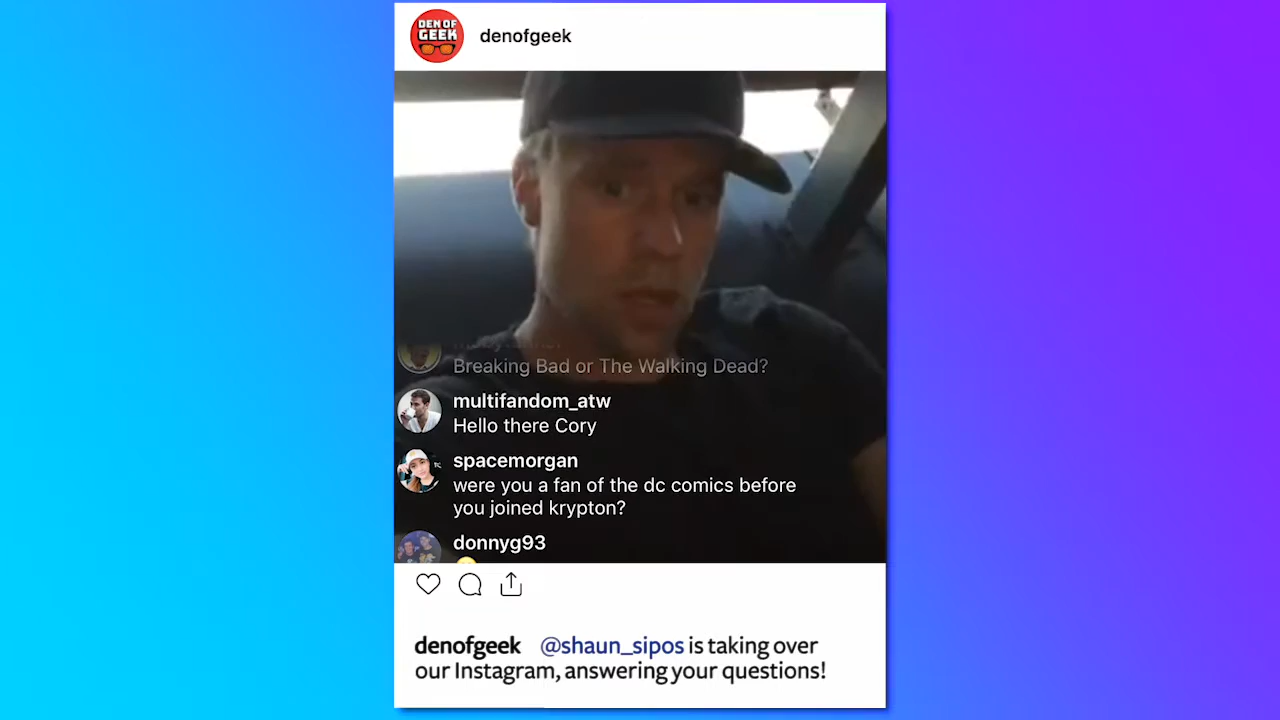 DEN OF
GEEK
denofgeek
Breaking Bad or The Walking Dead?
multifandom_atw
Hello there Cory
spacemorgan
were you a fan of the dc comics before
you joined krypton?
donnyg93
denofgeek @shaun_sipos is taking over
our Instagram, answering your questions!